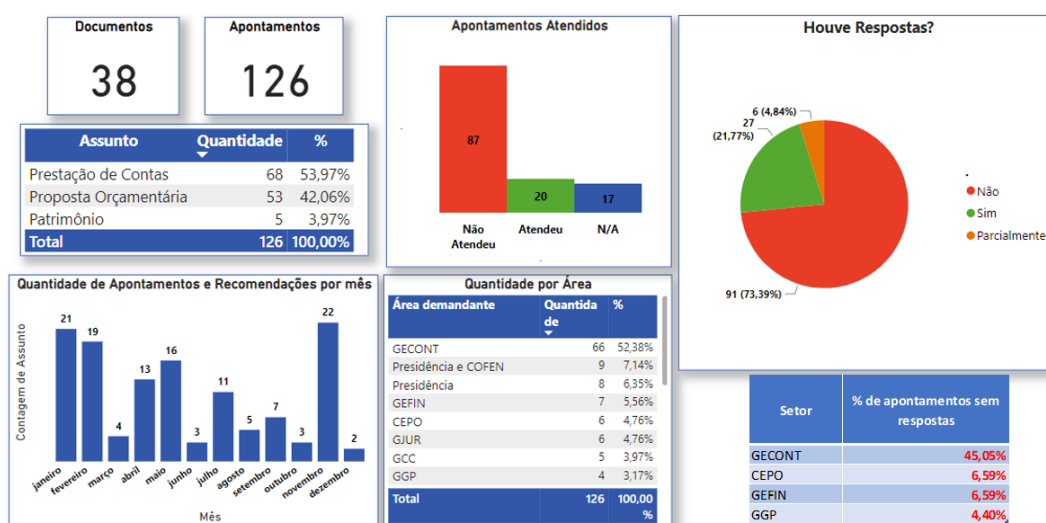 Documentos
38
Apontamentos
126
Assunto Quantidade %
Prestação de Contas 68 53,97%
Proposta Orçamentária 53 42,06%
Patrimônio 5 3,97%
Total 126 100,00%
Apontamentos Atendidos
87
20
17
Não Atendeu
Atendeu
N/A
Houve Respostas?
6 (4,84%)
27
(21,77%)
91 (73,39%)
Não
Sim
Parcialmente
Quantidade de Apontamentos e Recomendações por mês
Contagem de Assunto
21
19
4
13
16
3
11
5
7
3
22
2
janeiro
fevereiro
março
abril
maio
junho
julho
agosto
setembro
outubro
novembro
dezembro
Mês
Quantidade por Área
Área demandante Quantidade %
GECONT 66 52,38%
Presidência e COFEN 9 7,14%
Presidência 8 6,35%
GEFIN 7 5,56%
CEPO 6 4,76%
GJUR 6 4,76%
GCC 5 3,97%
GGP 4 3,17%
Total 126 100,00 %
Setor % de apontamentos sem respostas
GECONT 45,05%
CEPO 6,59%
GEFIN 6,59%
GGP 4,40%